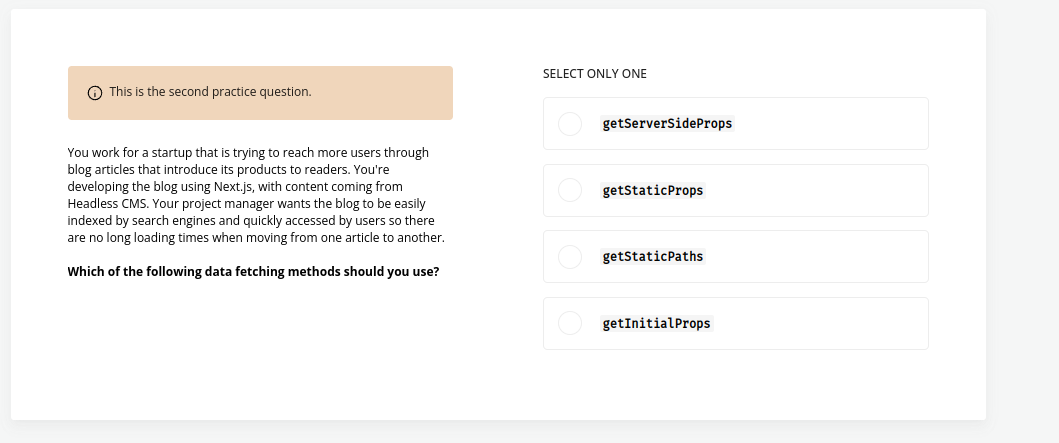 This is the second practice question.
You work for a startup that is trying to reach more users through
blog articles that introduce its products to readers. You're
developing the blog using Next.js, with content coming from
Headless CMS. Your project manager wants the blog to be easily
indexed by search engines and quickly accessed by users so there
are no long loading times when moving from one article to another.
Which of the following data fetching methods should you use?
SELECT ONLY ONE
getServerSideProps
getStaticProps
getStaticPaths
getInitialProps